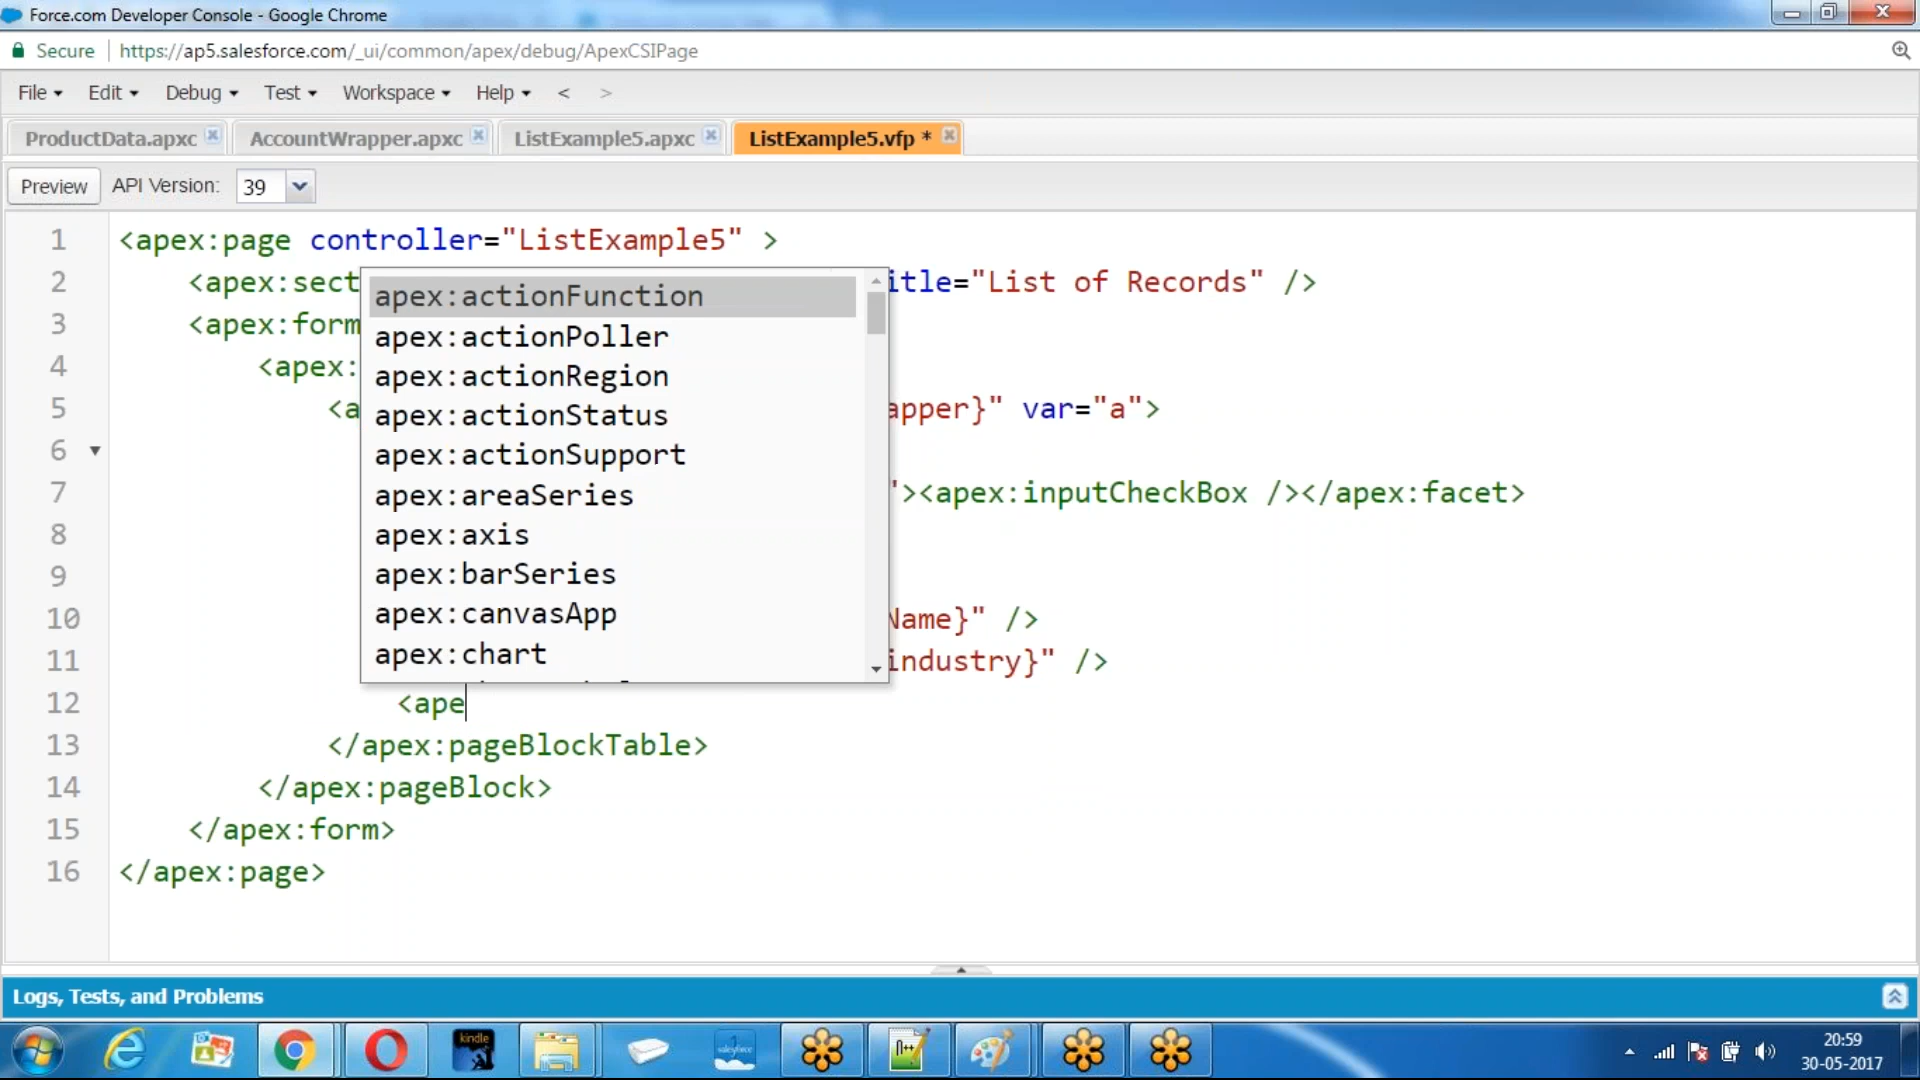 Force.com Developer Console - Google Chrome
Secure https://ap5.salesforce.com/_ui/common/apex/debug/ApexCSIPage
File Edit Debug Test Workspace Help < >
ProductData.apxc AccountWrapper.apxc ListExample5.apxc ListExample5.vfp *
Preview API Version: 39
1 <apex:page controller="ListExample5" >
2 <apex:sect itle="List of Records" />
3 <apex:form
4 <apex:
5 <a apper}" var="a">
6
7 "><apex:inputCheckBox /></apex:facet>
8
9
10 Name}" />
11 industry}" />
apex:actionFunction
apex:actionPoller
apex:actionRegion
apex:actionStatus
apex:actionSupport
apex:areaSeries
apex:axis
apex:barSeries
apex:canvasApp
apex:chart
12 <ape
13 </apex:pageBlockTable>
14 </apex:pageBlock>
15 </apex:form>
16 </apex:page>
Logs, Tests, and Problems
kindle
salesforce
20:59
30-05-2017